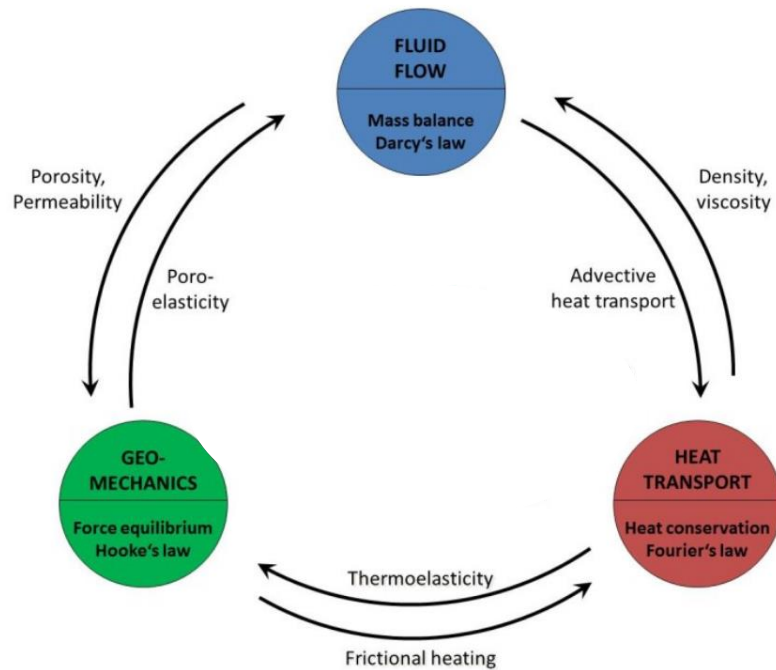 FLUID
FLOW
Mass balance
Darcy‘s law
Porosity,
Permeability
Density,
viscosity
Poro-
elasticity
Advective
heat transport
GEO-
MECHANICS
Force equilibrium
Hooke‘s law
HEAT
TRANSPORT
Heat conservation
Fourier‘s law
Thermoelasticity
Frictional heating